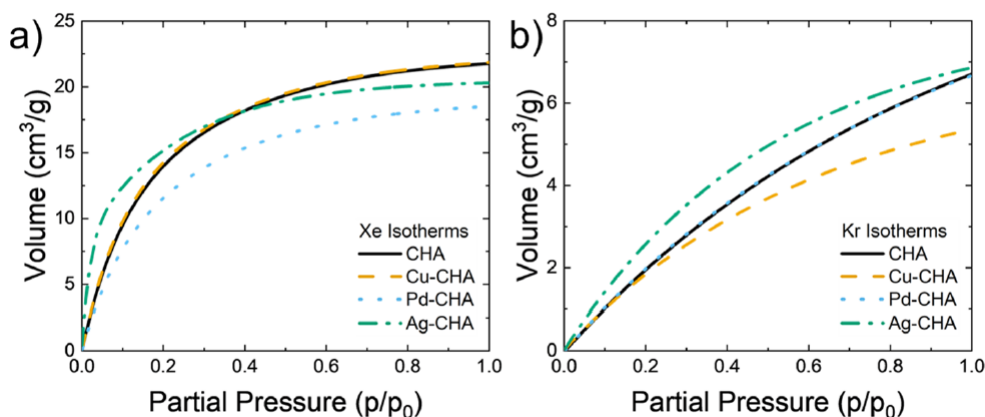 a)
Volume (cm³/g)
25
20
15
10
5
0
0.0 0.2 0.4 0.6 0.8 1.0
Partial Pressure (p/p₀)
Xe Isotherms
CHA
Cu-CHA
Pd-CHA
Ag-CHA
b)
Volume (cm³/g)
8
6
4
2
0
0.0 0.2 0.4 0.6 0.8 1.0
Partial Pressure (p/p₀)
Kr Isotherms
CHA
Cu-CHA
Pd-CHA
Ag-CHA